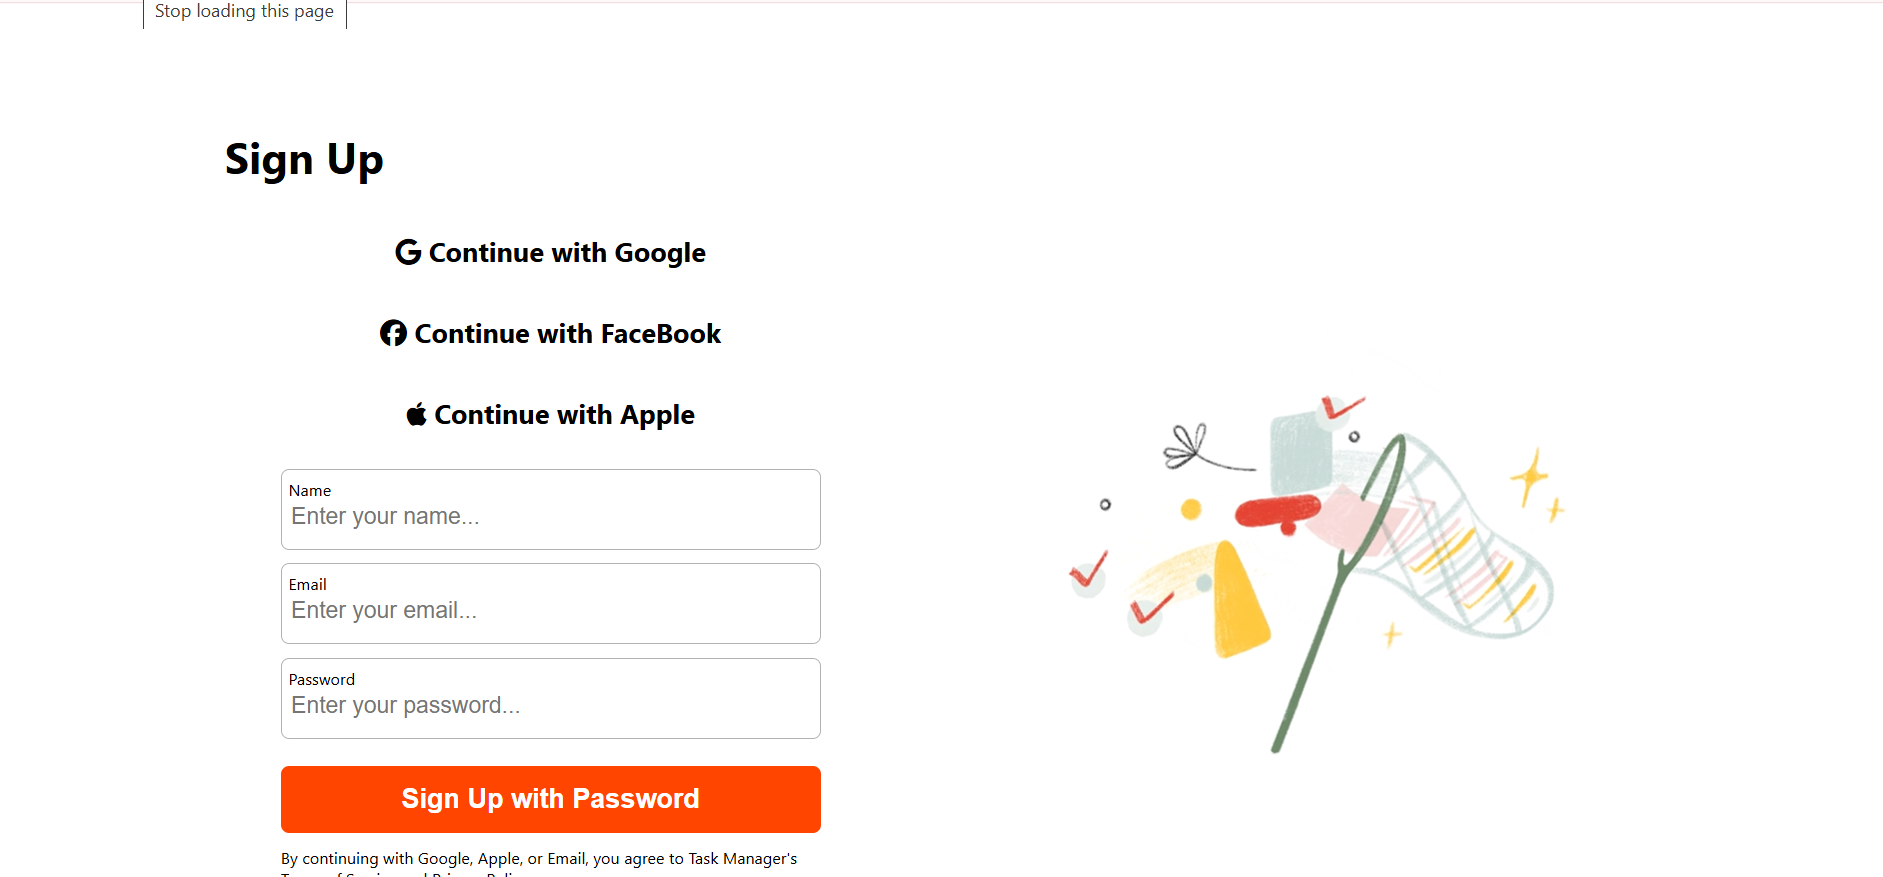 Stop loading this page
Sign Up
Continue with Google
Continue with FaceBook
Continue with Apple
Name
Enter your name...
Email
Enter your email...
Password
Enter your password...
Sign Up with Password
By continuing with Google, Apple, or Email, you agree to Task Manager's